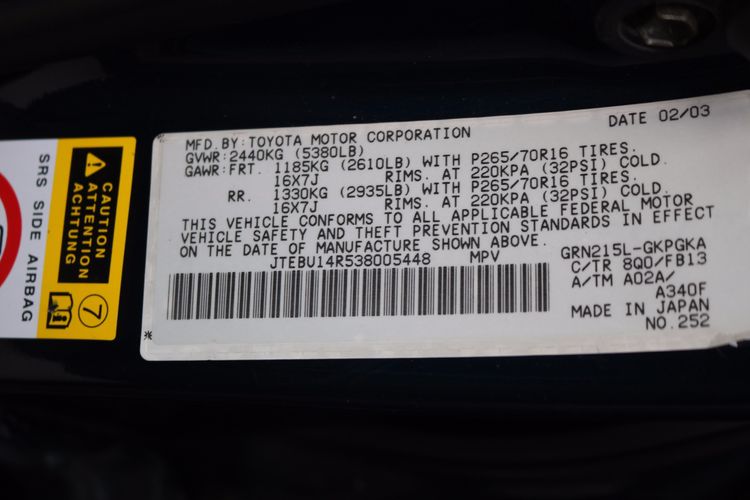 DATE 02/03
MFD.BY:TOYOTA MOTOR CORPORATION
GVWR:2440KG (5380LB)
GAWR:FRT. 1185KG (2610LB) WITH P265/70R16 TIRES.
16X7J RIMS. AT 220KPA (32PSI) COLD.
RR. 1330KG (2935LB) WITH P265/70R16 TIRES.
16X7J RIMS. AT 220KPA (32PSI) COLD.
THIS VEHICLE CONFORMS TO ALL APPLICABLE FEDERAL MOTOR
VEHICLE SAFETY AND THEFT PREVENTION STANDARDS IN EFFECT
ON THE DATE OF MANUFACTURE SHOWN ABOVE.
JTEBU14R538005448 MPV
GRN215L-GKPGKA
C/TR 8Q0/FB13
A/TM A02A/
A340F
MADE IN JAPAN
NO.252
CAUTION
ATTENTION
ACHTUNG
7
SRS SIDE AIRBAG